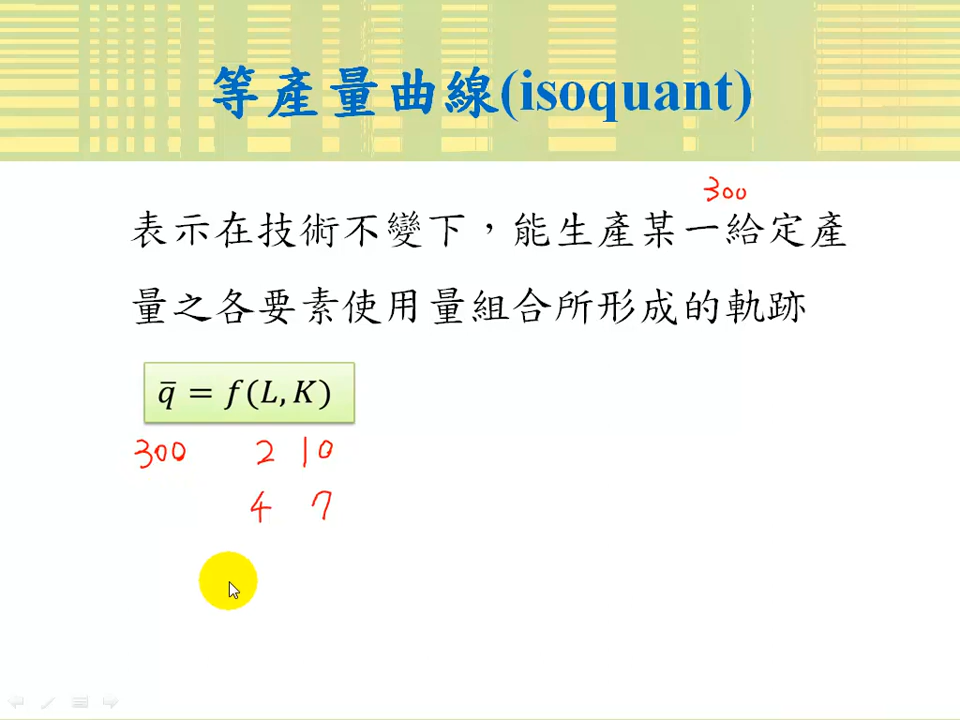 等產量曲線(isoquant)
300
表示在技術不變下，能生產某一給定產
量之各要素使用量組合所形成的軌跡
q̄ = f(L, K)
300 2 10
4 7